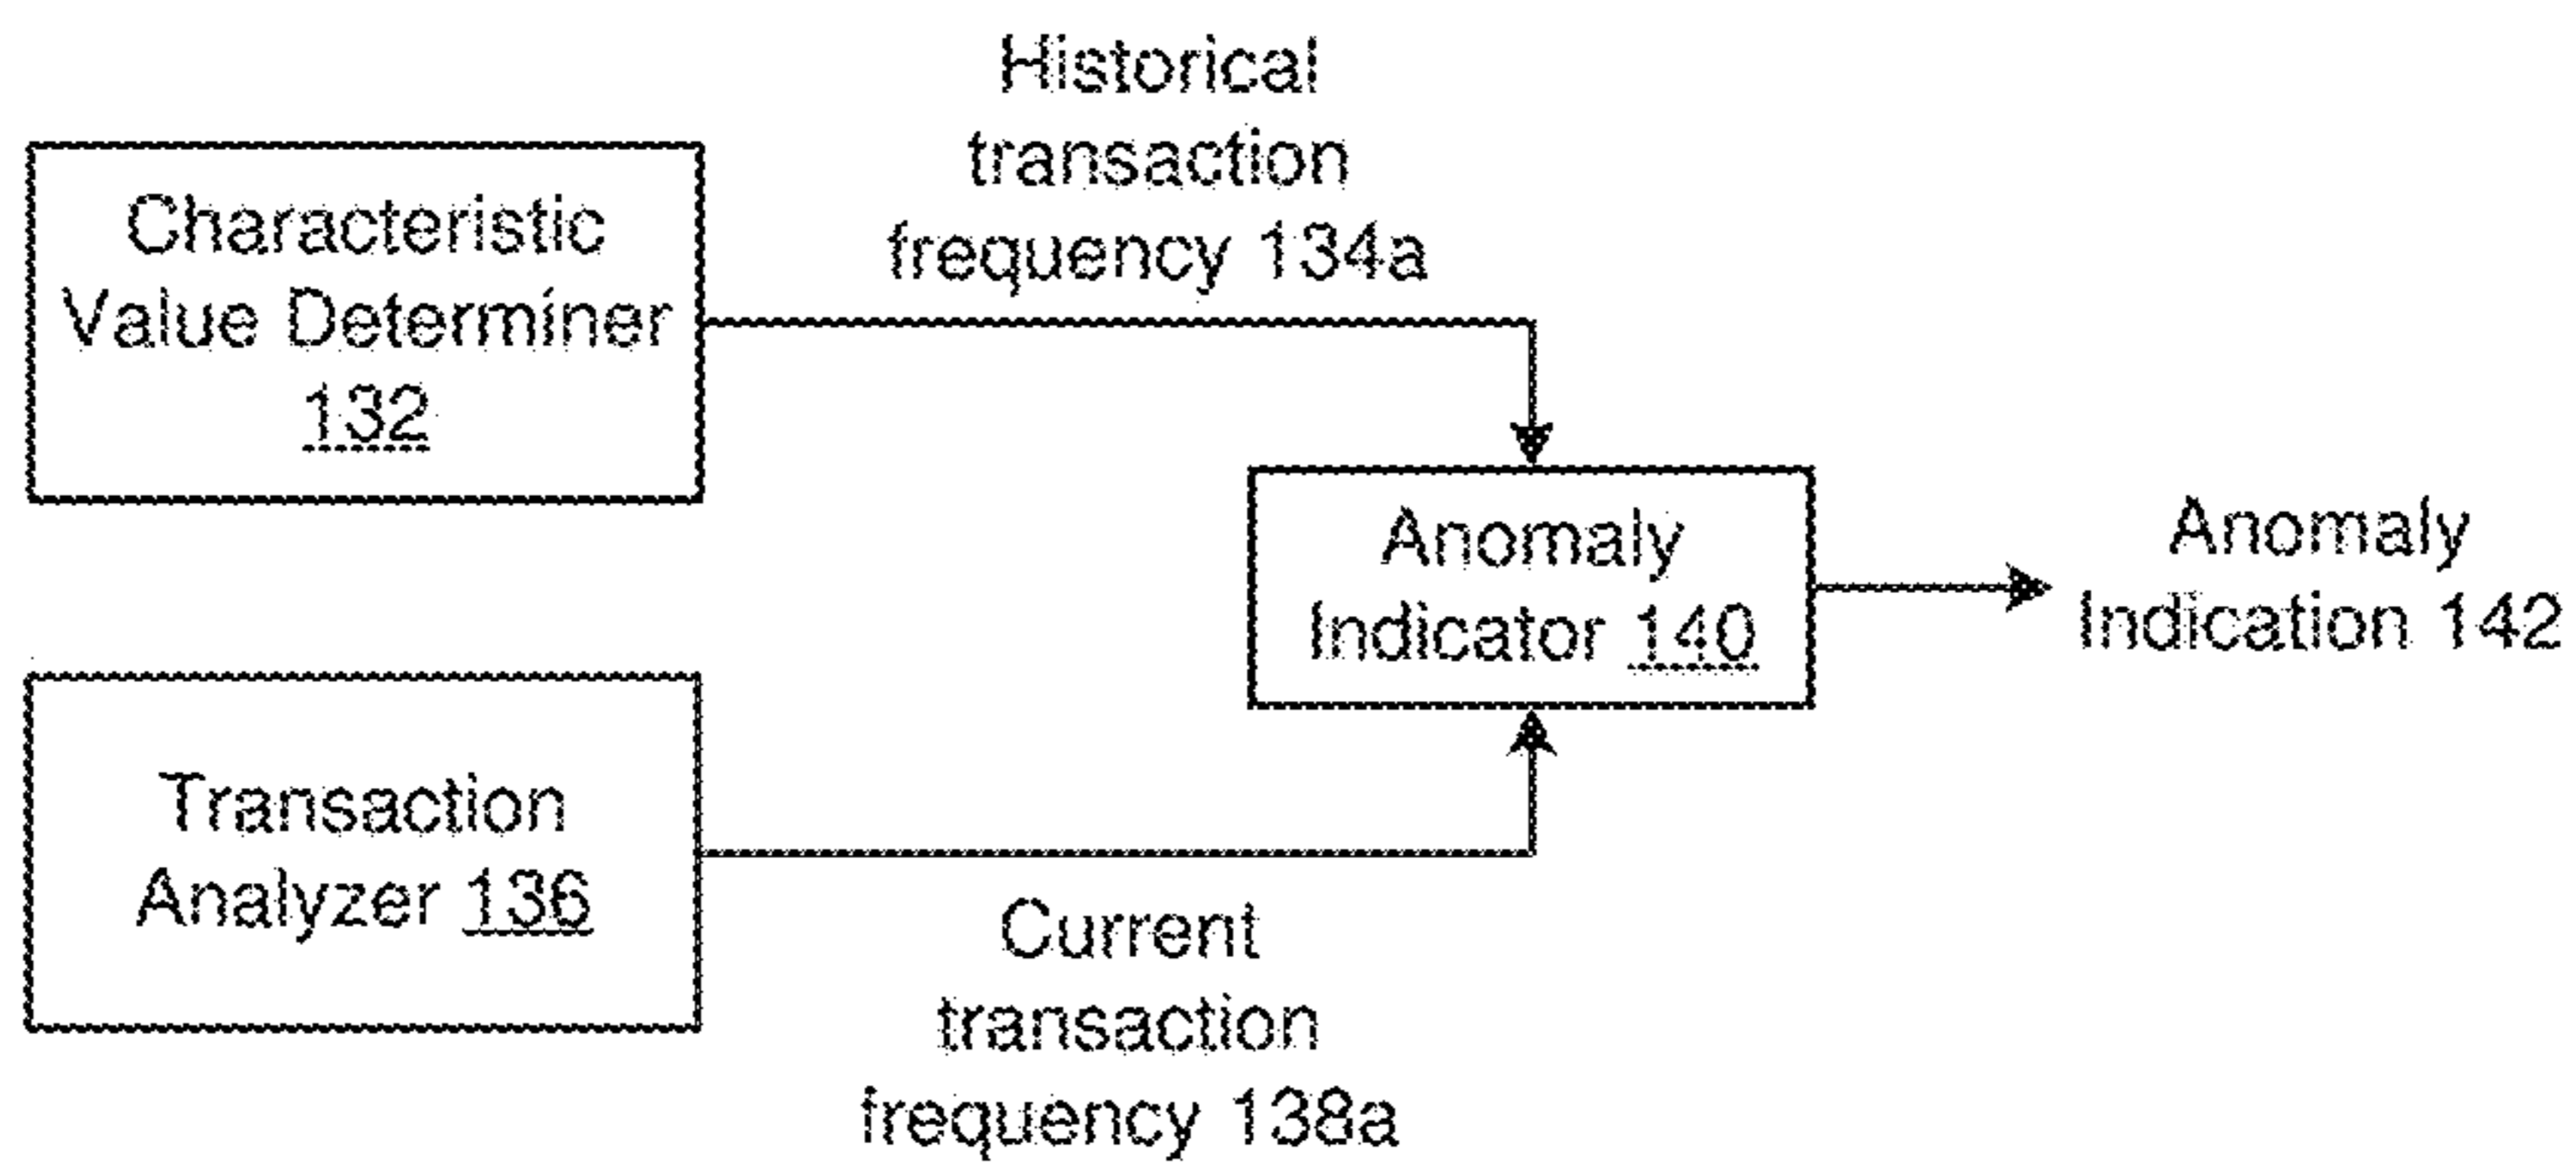 Historical
transaction
frequency 134a
Characteristic
Value Determiner
132
Anomaly
Indicator 140
Anomaly
Indication 142
Transaction
Analyzer 136
Current
transaction
frequency 138a